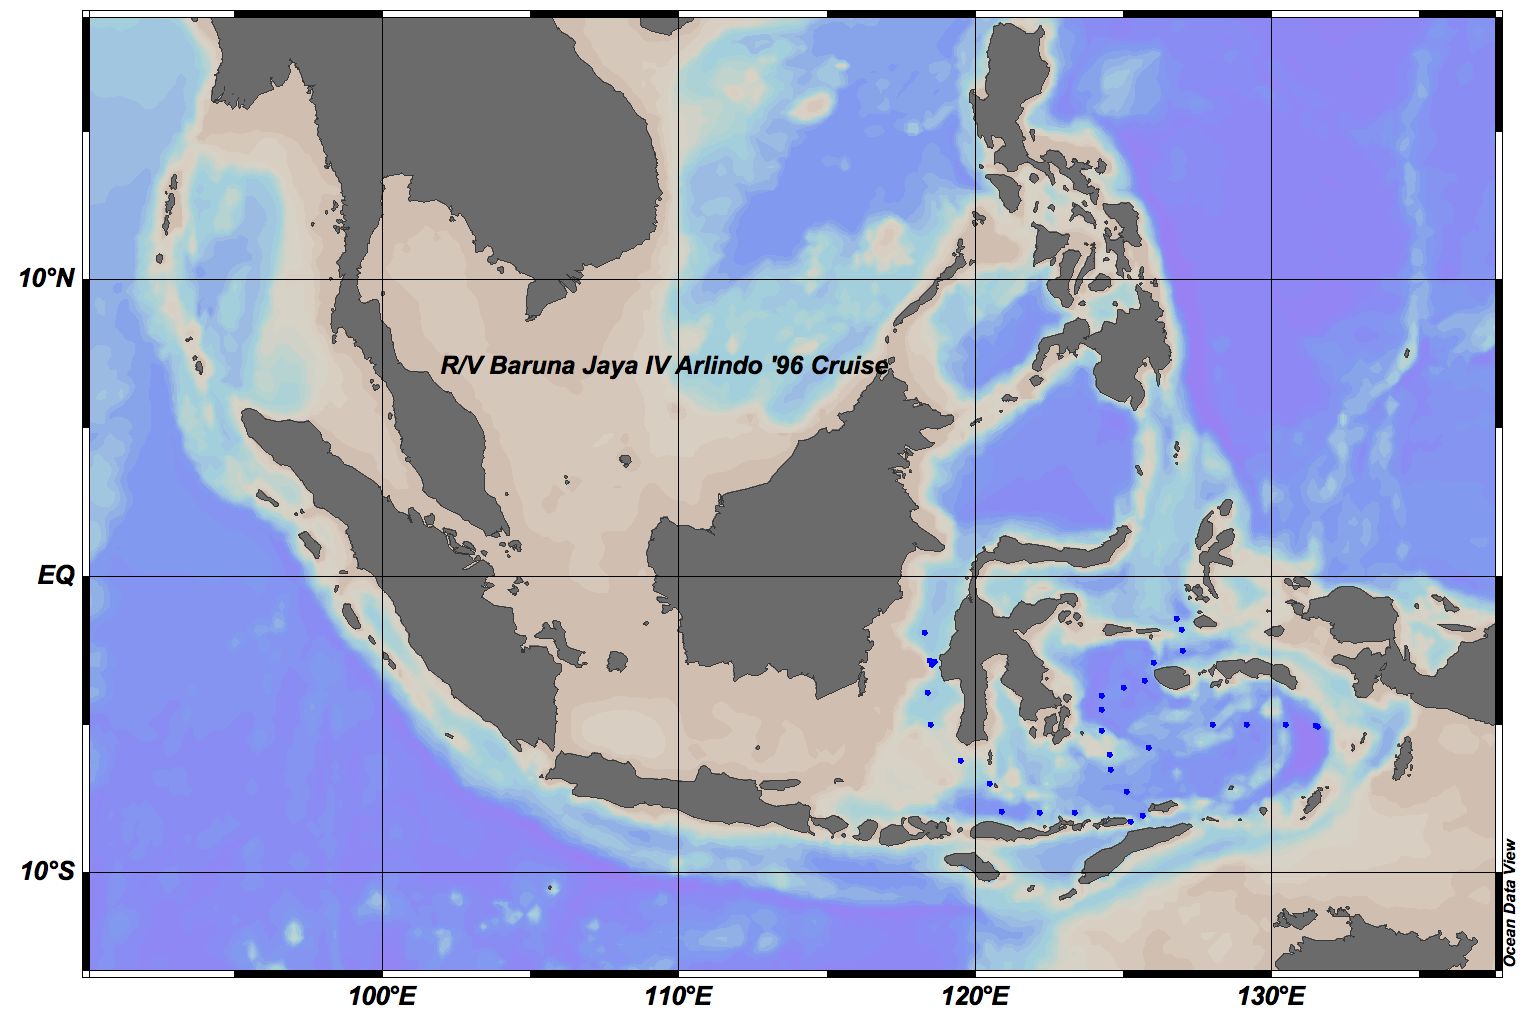 10°N
R/V Baruna Jaya IV Arlindo '96 Cruise
EQ
10°S
Ocean Data View
100°E
110°E
120°E
130°E